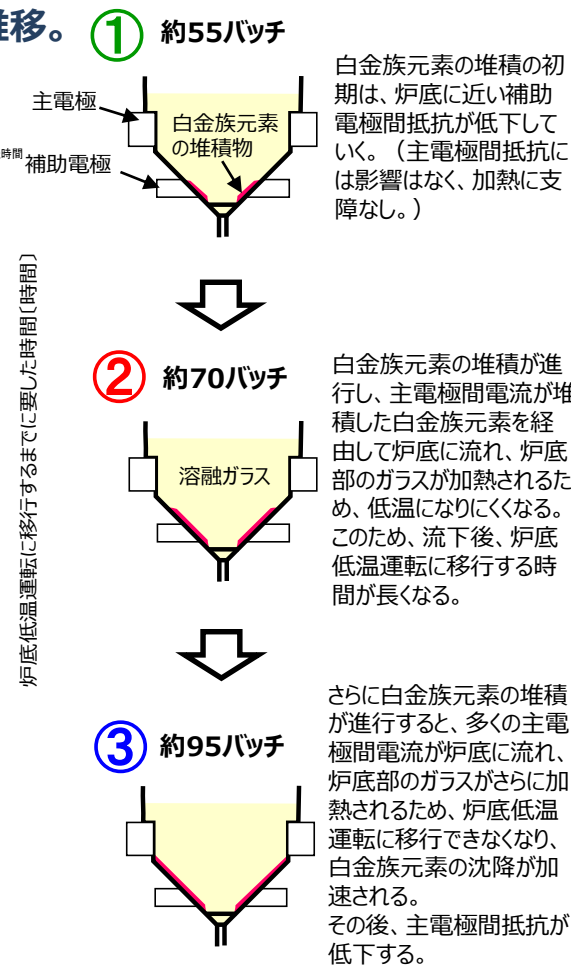 推移。
① 約55バッチ
主電極
時間
補助電極
白金族元素
の堆積物
白金族元素の堆積の初
期は、炉底に近い補助
電極間抵抗が低下して
いく。（主電極間抵抗に
は影響はなく、加熱に支
障なし。）
炉底低温運転に移行するまでに要した時間〔時間〕
② 約70バッチ
溶融ガラス
白金族元素の堆積が進
行し、主電極間電流が堆
積した白金族元素を経
由して炉底に流れ、炉底
部のガラスが加熱されるた
め、低温になりにくくなる。
このため、流下後、炉底
低温運転に移行する時
間が長くなる。
③ 約95バッチ
さらに白金族元素の堆積
が進行すると、多くの主電
極間電流が炉底に流れ、
炉底部のガラスがさらに加
熱されるため、炉底低温
運転に移行できなくなり、
白金族元素の沈降が加
速される。
その後、主電極間抵抗が
低下する。